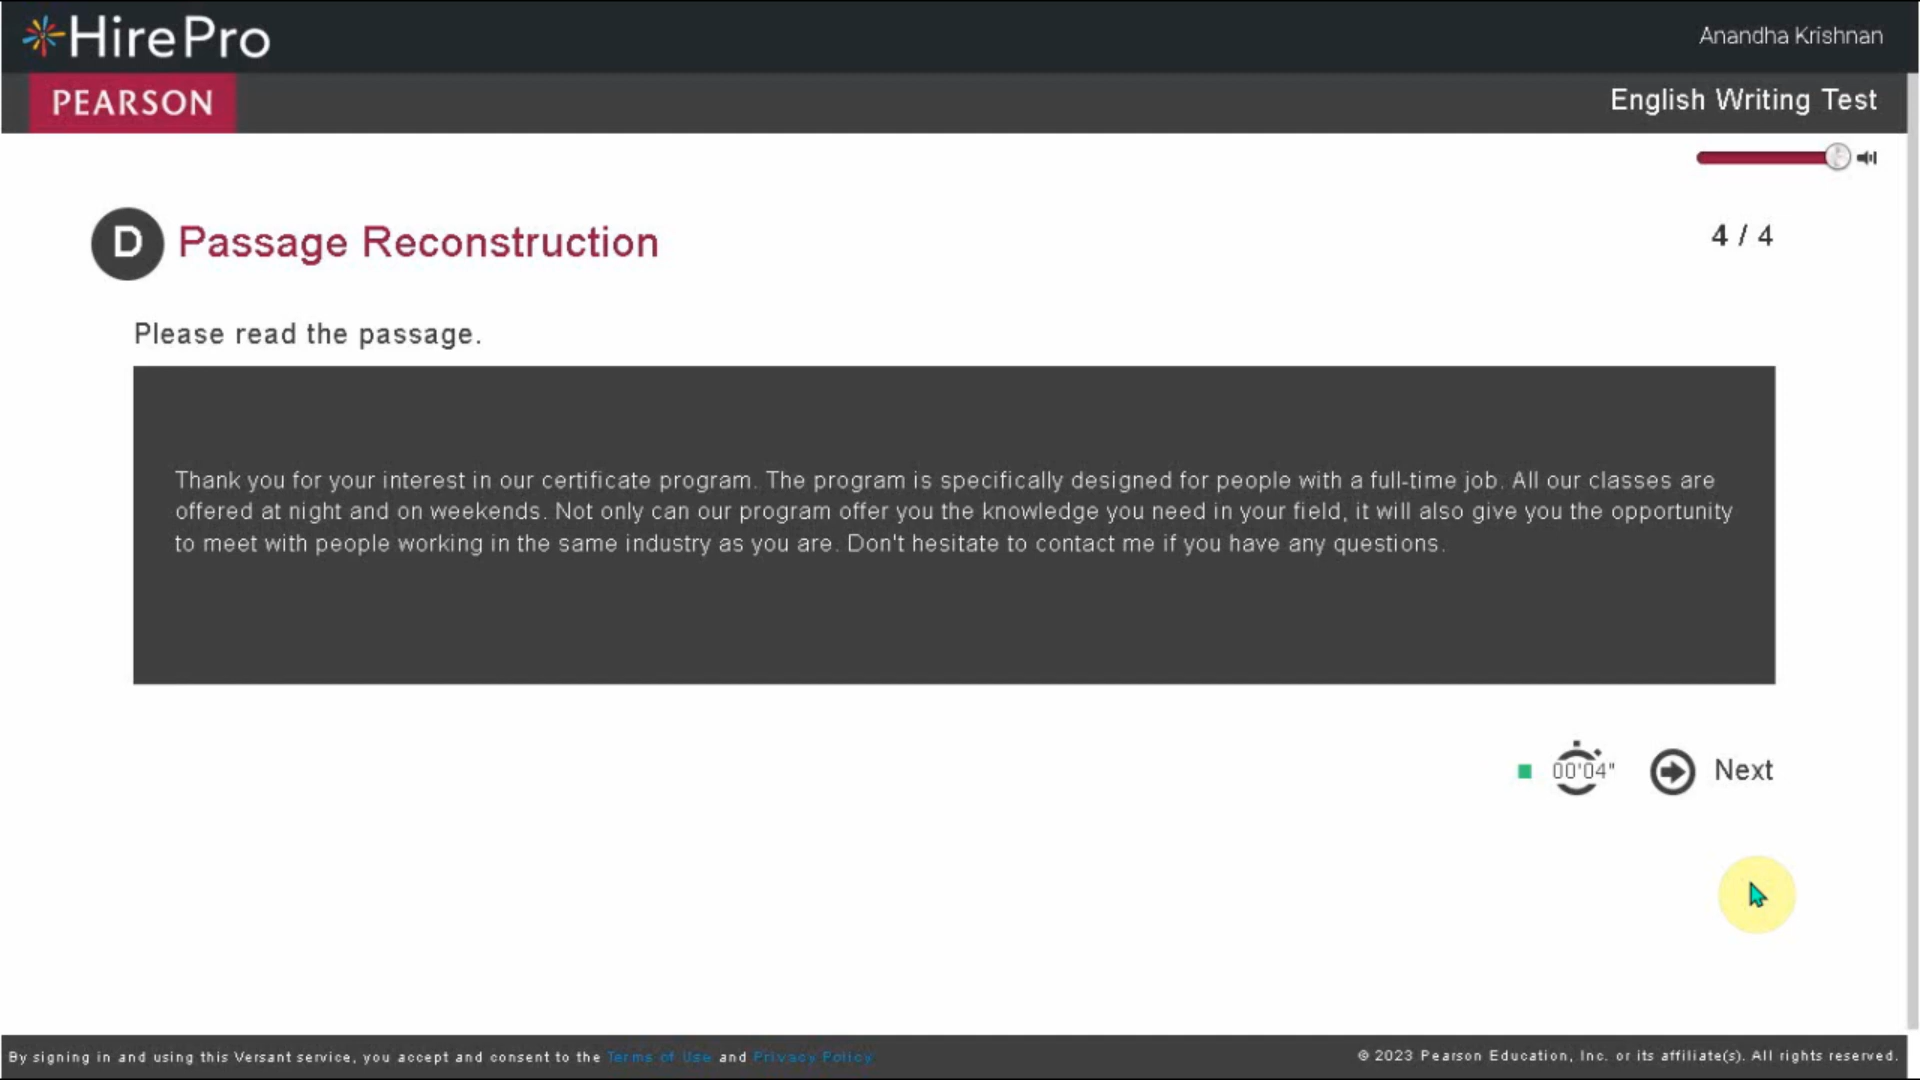 HirePro
Anandha Krishnan
PEARSON
English Writing Test
D Passage Reconstruction
4 / 4
Please read the passage.
Thank you for your interest in our certificate program. The program is specifically designed for people with a full-time job. All our classes are
offered at night and on weekends. Not only can our program offer you the knowledge you need in your field, it will also give you the opportunity
to meet with people working in the same industry as you are. Don't hesitate to contact me if you have any questions.
00'04"
Next
By signing in and using this Versant service, you accept and consent to the Terms of Use and Privacy Policy
© 2023 Pearson Education, Inc. or its affiliate(s). All rights reserved.